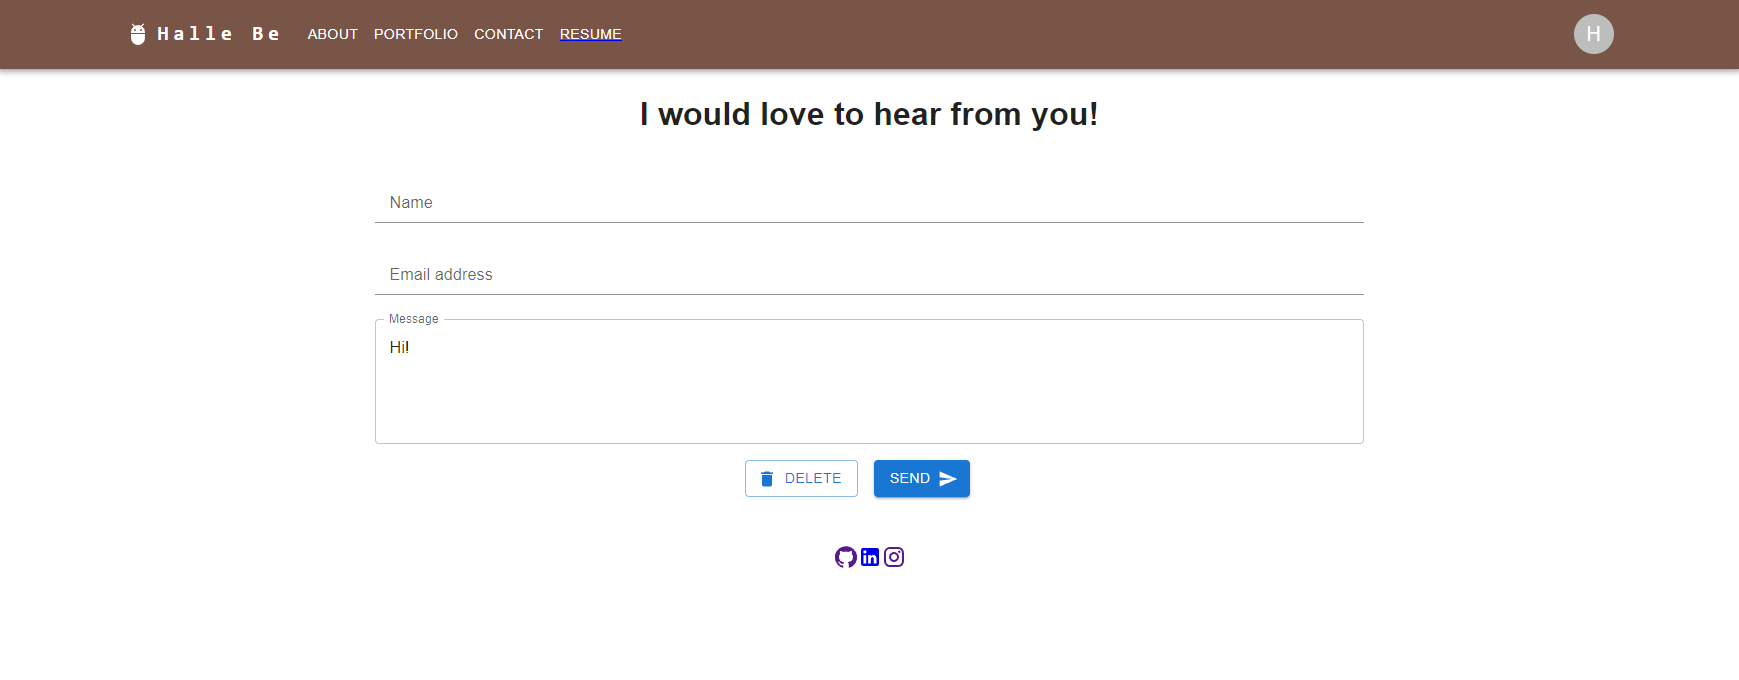 Halle Be ABOUT PORTFOLIO CONTACT RESUME H
I would love to hear from you!
Name
Email address
Message
Hi!
DELETE SEND
in